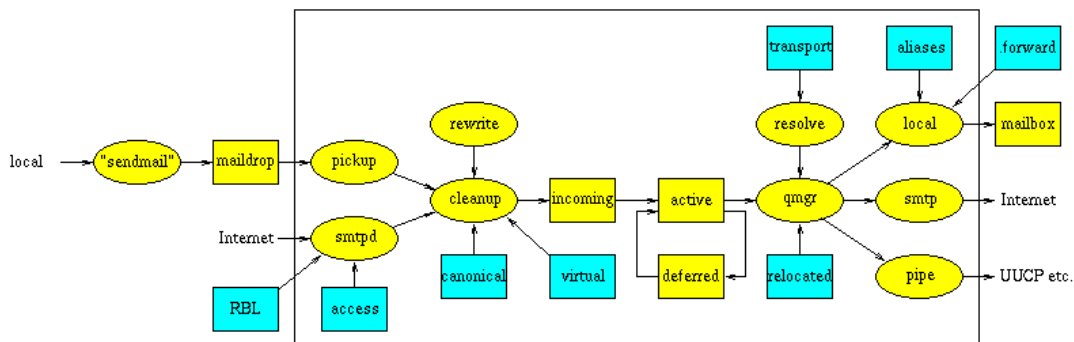 transport
aliases
.forward
rewrite
resolve
local
mailbox
local
"sendmail"
maildrop
pickup
cleanup
incoming
active
qmgr
smtp
Internet
Internet
smtpd
canonical
virtual
deferred
relocated
pipe
UUCP etc.
RBL
access